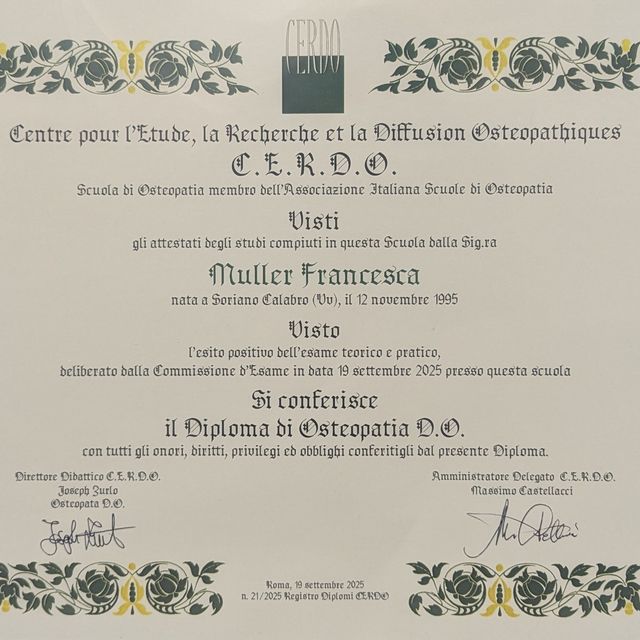 CERDO
Centre pour l'Etude, la Recherche et la Diffusion Osteopathiques
C.E.R.D.O.
Scuola di Osteopatia membro dell'Associazione Italiana Scuole di Osteopatia
Visti
gli attestati degli studi compiuti in questa Scuola dalla Sig.ra
Muller Francesca
nata a Soriano Calabro (Vv), il 12 novembre 1995
Visto
l'esito positivo dell'esame teorico e pratico,
deliberato dalla Commissione d'Esame in data 19 settembre 2025 presso questa scuola
Si conferisce
il Diploma di Osteopatia D.O.
con tutti gli onori, diritti, privilegi ed obblighi conferitigli dal presente Diploma.
Direttore Didattico C.E.R.D.O.
Joseph Zurlo
Osteopata D.O.
Amministratore Delegato C.E.R.D.O.
Massimo Castellacci
Roma, 19 settembre 2025
n. 21/2025 Registro Diplomi CERDO